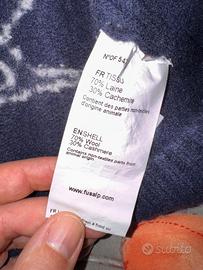 N°OF 54
FR TISSU
70% Laine
30% Cachemire
Contient des parties non-textiles
d'origine animale
EN SHELL
70% Wool
30% Cashmere
Contains non-textile parts from
animal origin
www.fusalp.com
FR
subito